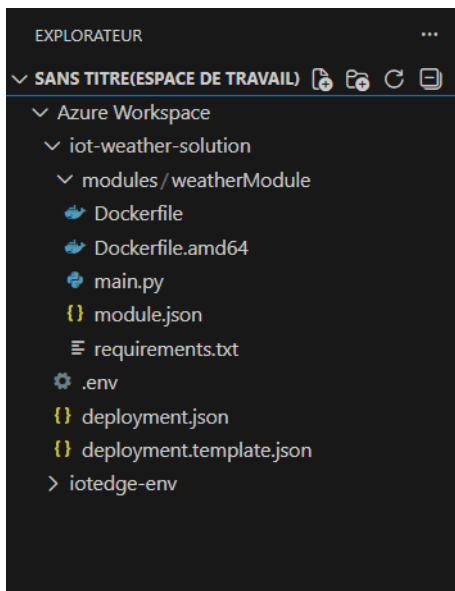 EXPLORATEUR
SANS TITRE(ESPACE DE TRAVAIL)
Azure Workspace
iot-weather-solution
modules/weatherModule
Dockerfile
Dockerfile.amd64
main.py
{} module.json
requirements.txt
.env
{} deployment.json
{} deployment.template.json
iotedge-env